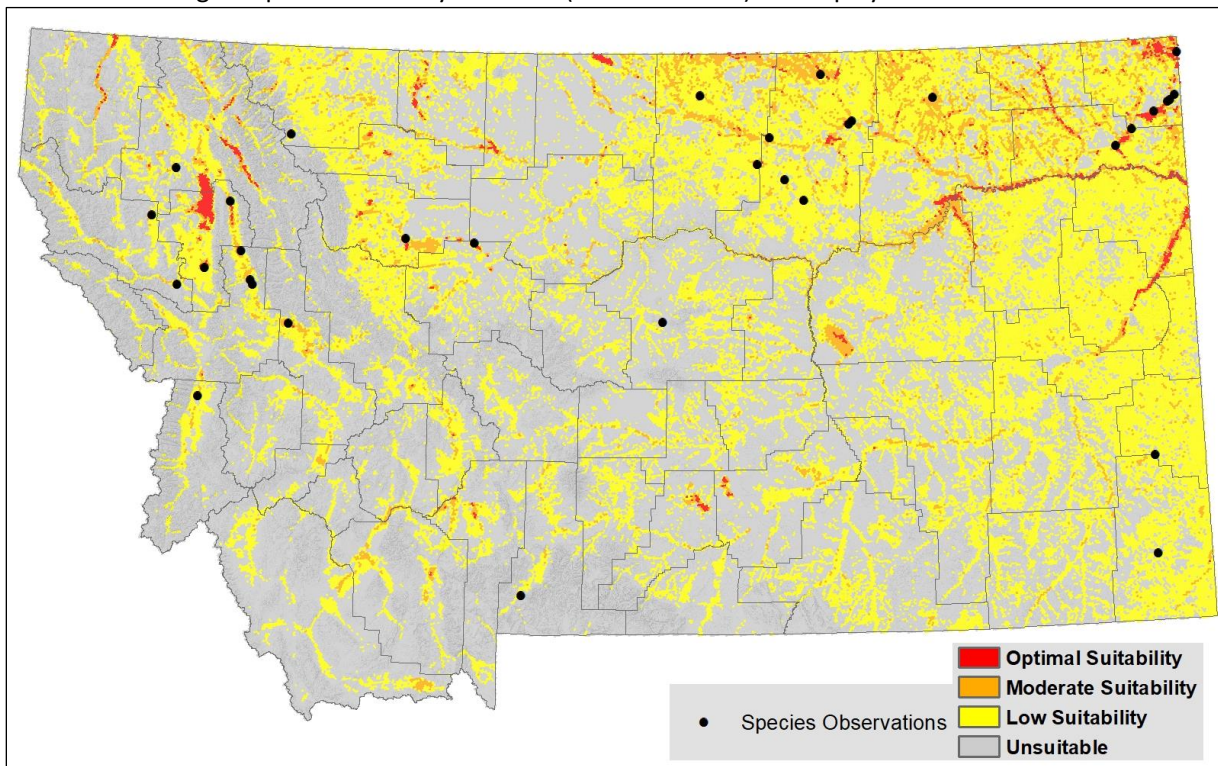 Optimal Suitability
Moderate Suitability
Species Observations
Low Suitability
Unsuitable